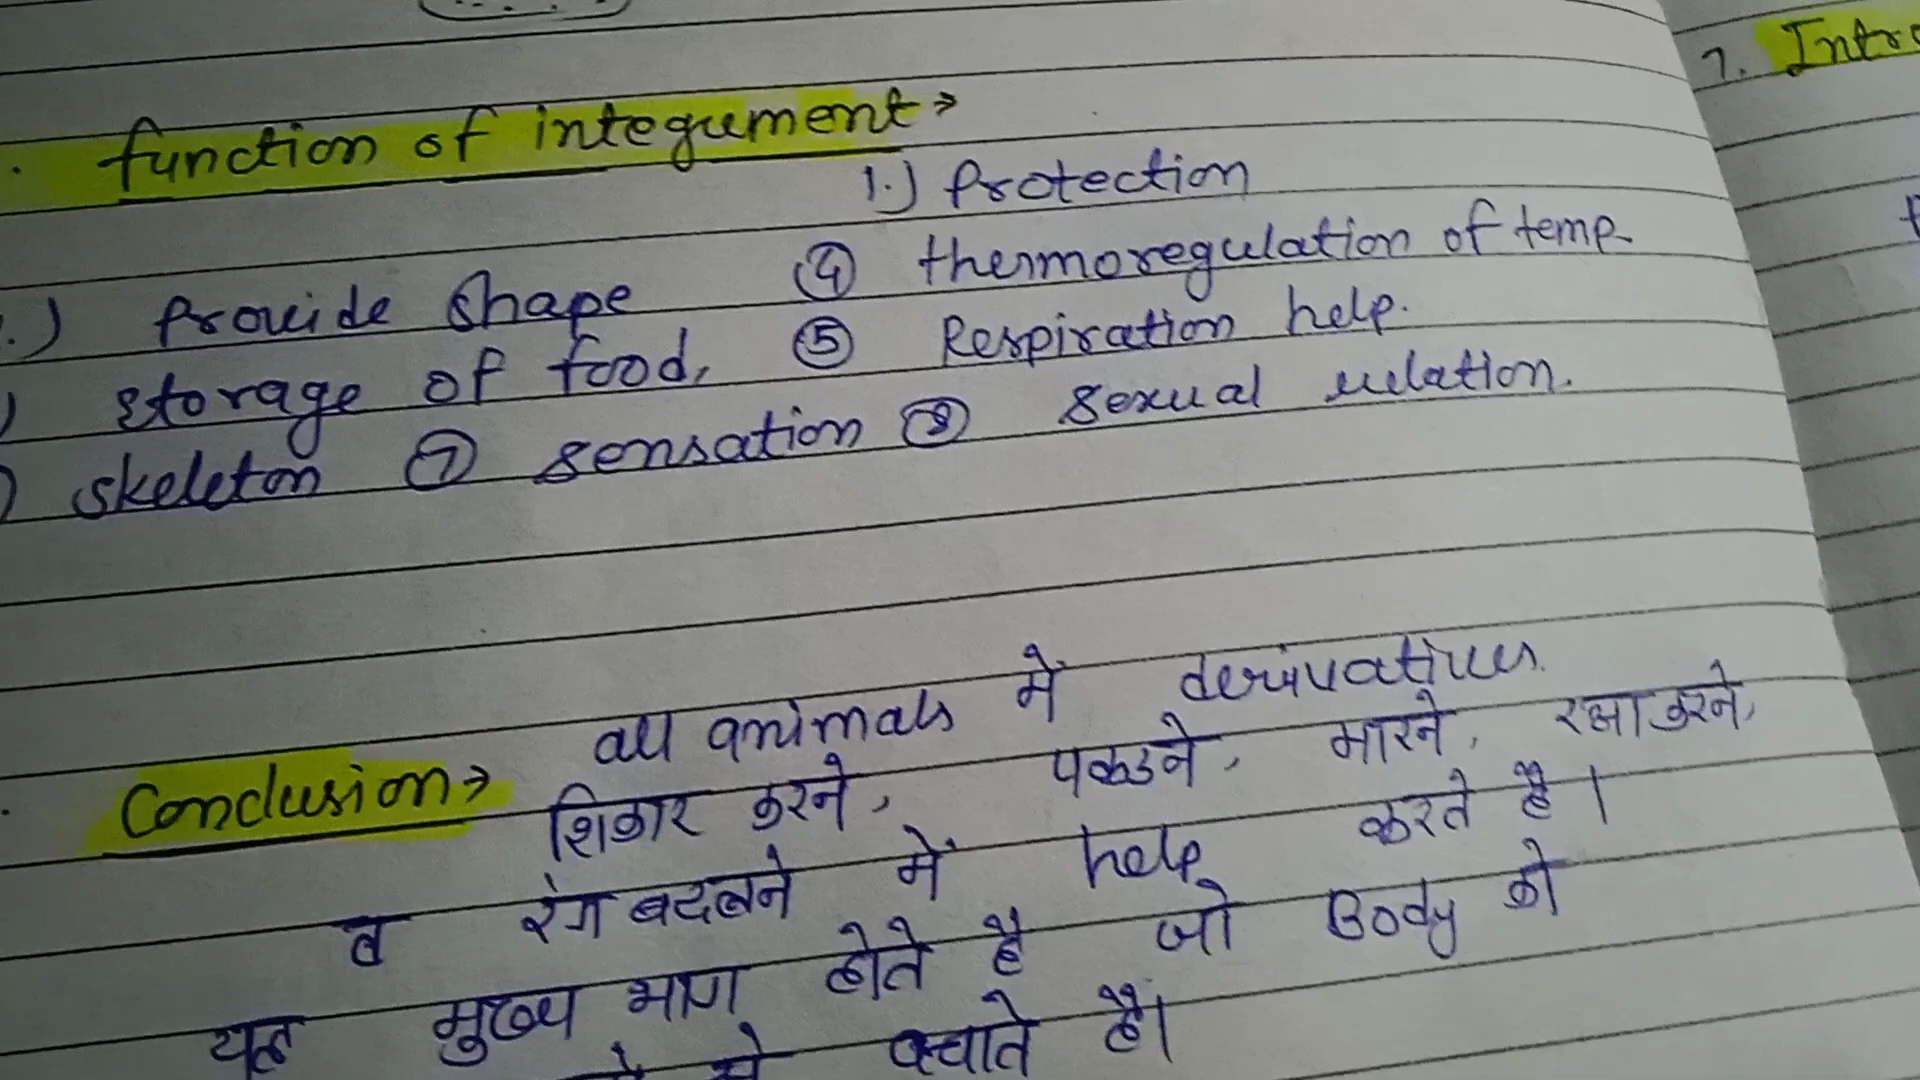 function of integument →
1.) Protection
.) Provide Shape ④ thermoregulation of temp.
) storage of food, ⑤ Respiration help.
) skeleton ⑦ sensation ⑧ sexual relation.
Conclusion → all animals में derivatives
शिकार करने, पकडने, मारने, रक्षा करने,
व रंग बदलने में help करते है ।
यह मुख्य भाग होते है जो Body को
से बचाते है।
7. Intro